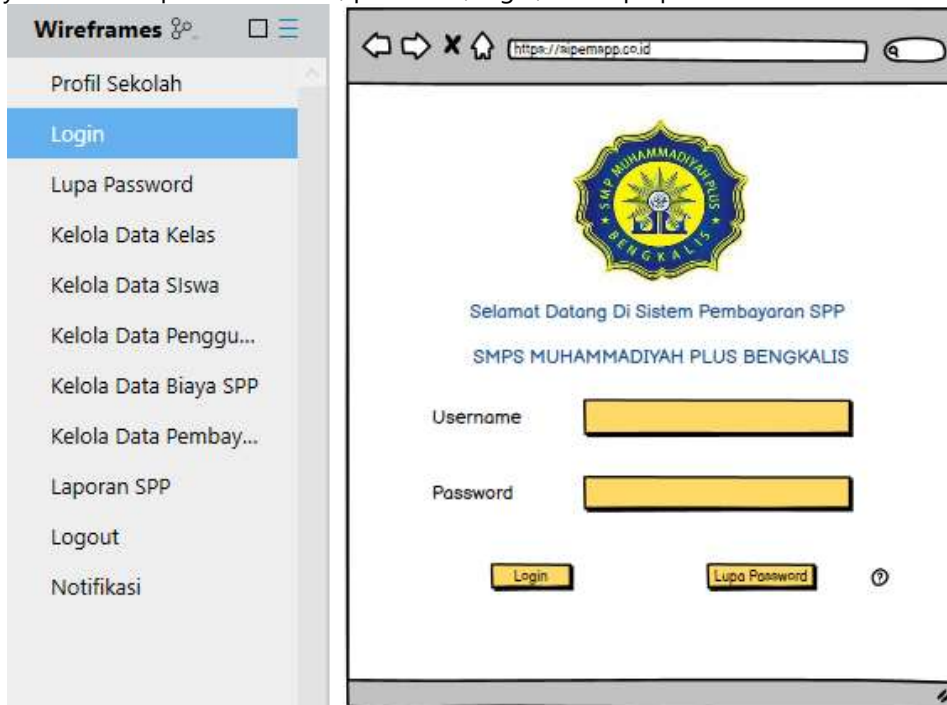 Wireframes
Profil Sekolah
Login
Lupa Password
Kelola Data Kelas
Kelola Data SIswa
Kelola Data Penggu...
Kelola Data Biaya SPP
Kelola Data Pembay...
Laporan SPP
Logout
Notifikasi
https://sipemspp.co.id
SMP MUHAMMADIYAH PLUS
BENGKALIS
Selamat Datang Di Sistem Pembayaran SPP
SMPS MUHAMMADIYAH PLUS BENGKALIS
Username
Password
Login Lupa Password ?